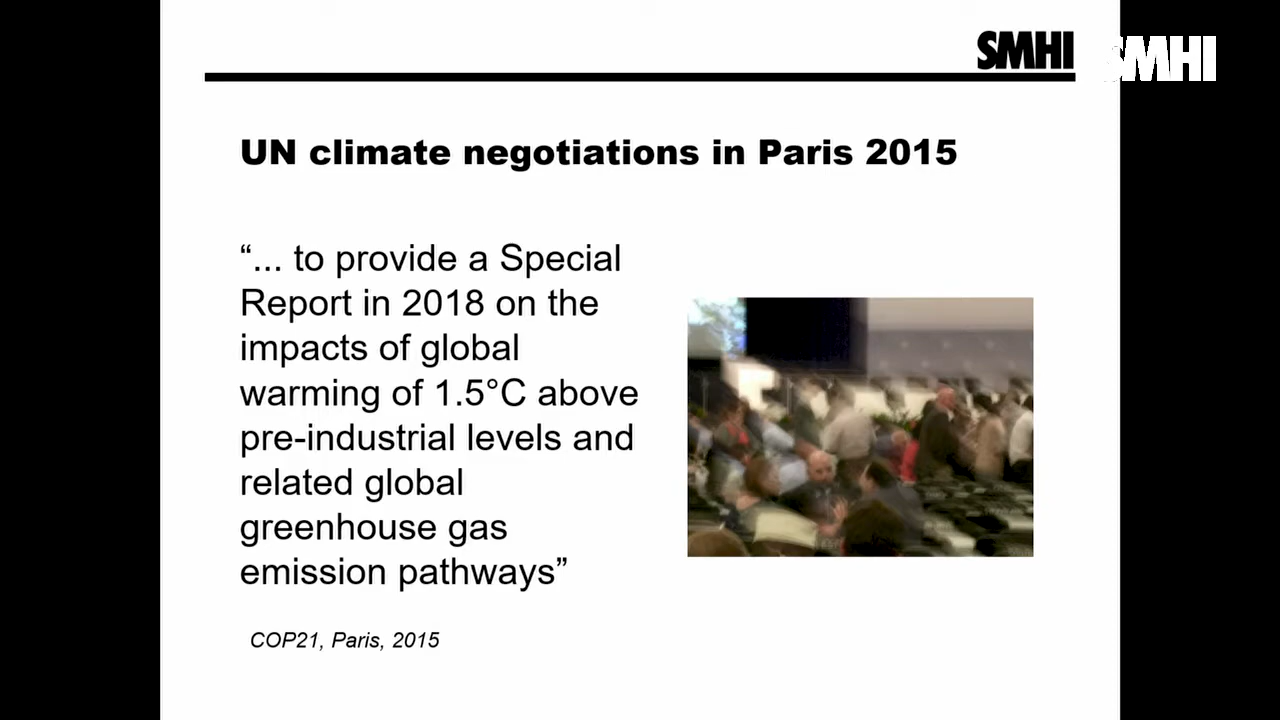 SMHI
SMHI
UN climate negotiations in Paris 2015
“... to provide a Special
Report in 2018 on the
impacts of global
warming of 1.5°C above
pre-industrial levels and
related global
greenhouse gas
emission pathways”
COP21, Paris, 2015